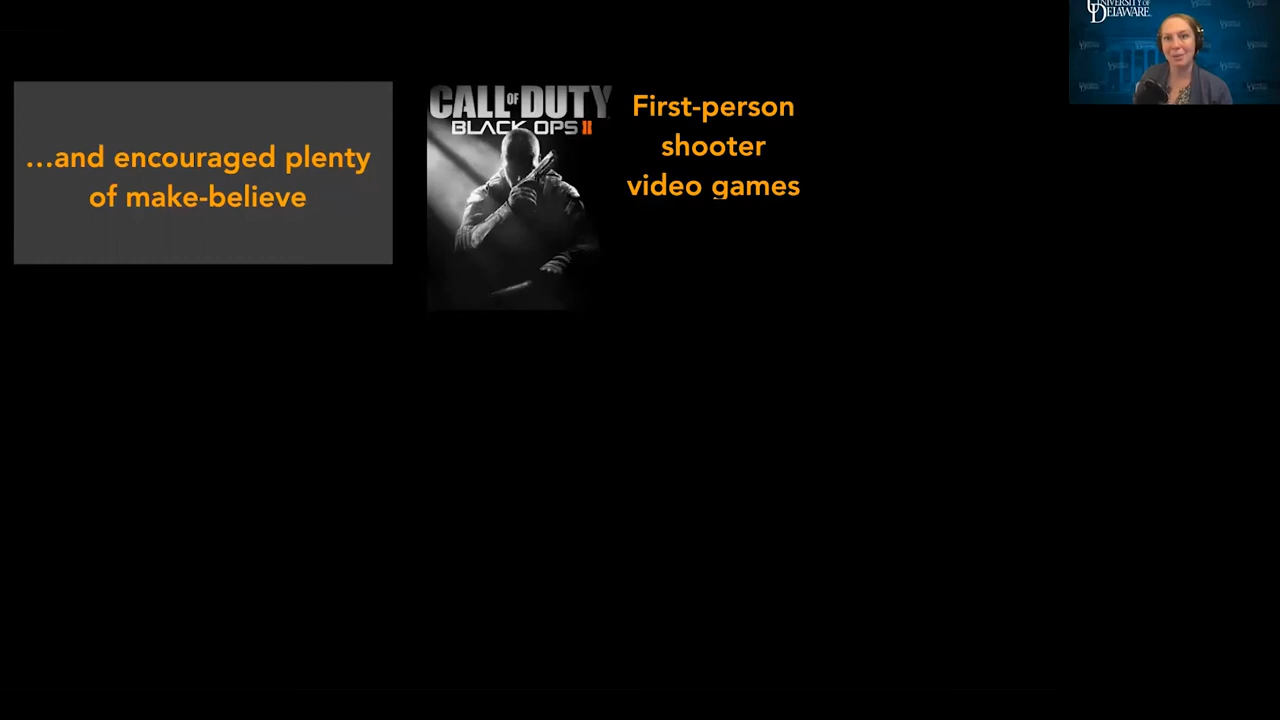 UNIVERSITY OF
DELAWARE.
…and encouraged plenty
of make-believe
CALL OF DUTY
BLACK OPS II
First-person
shooter
video games